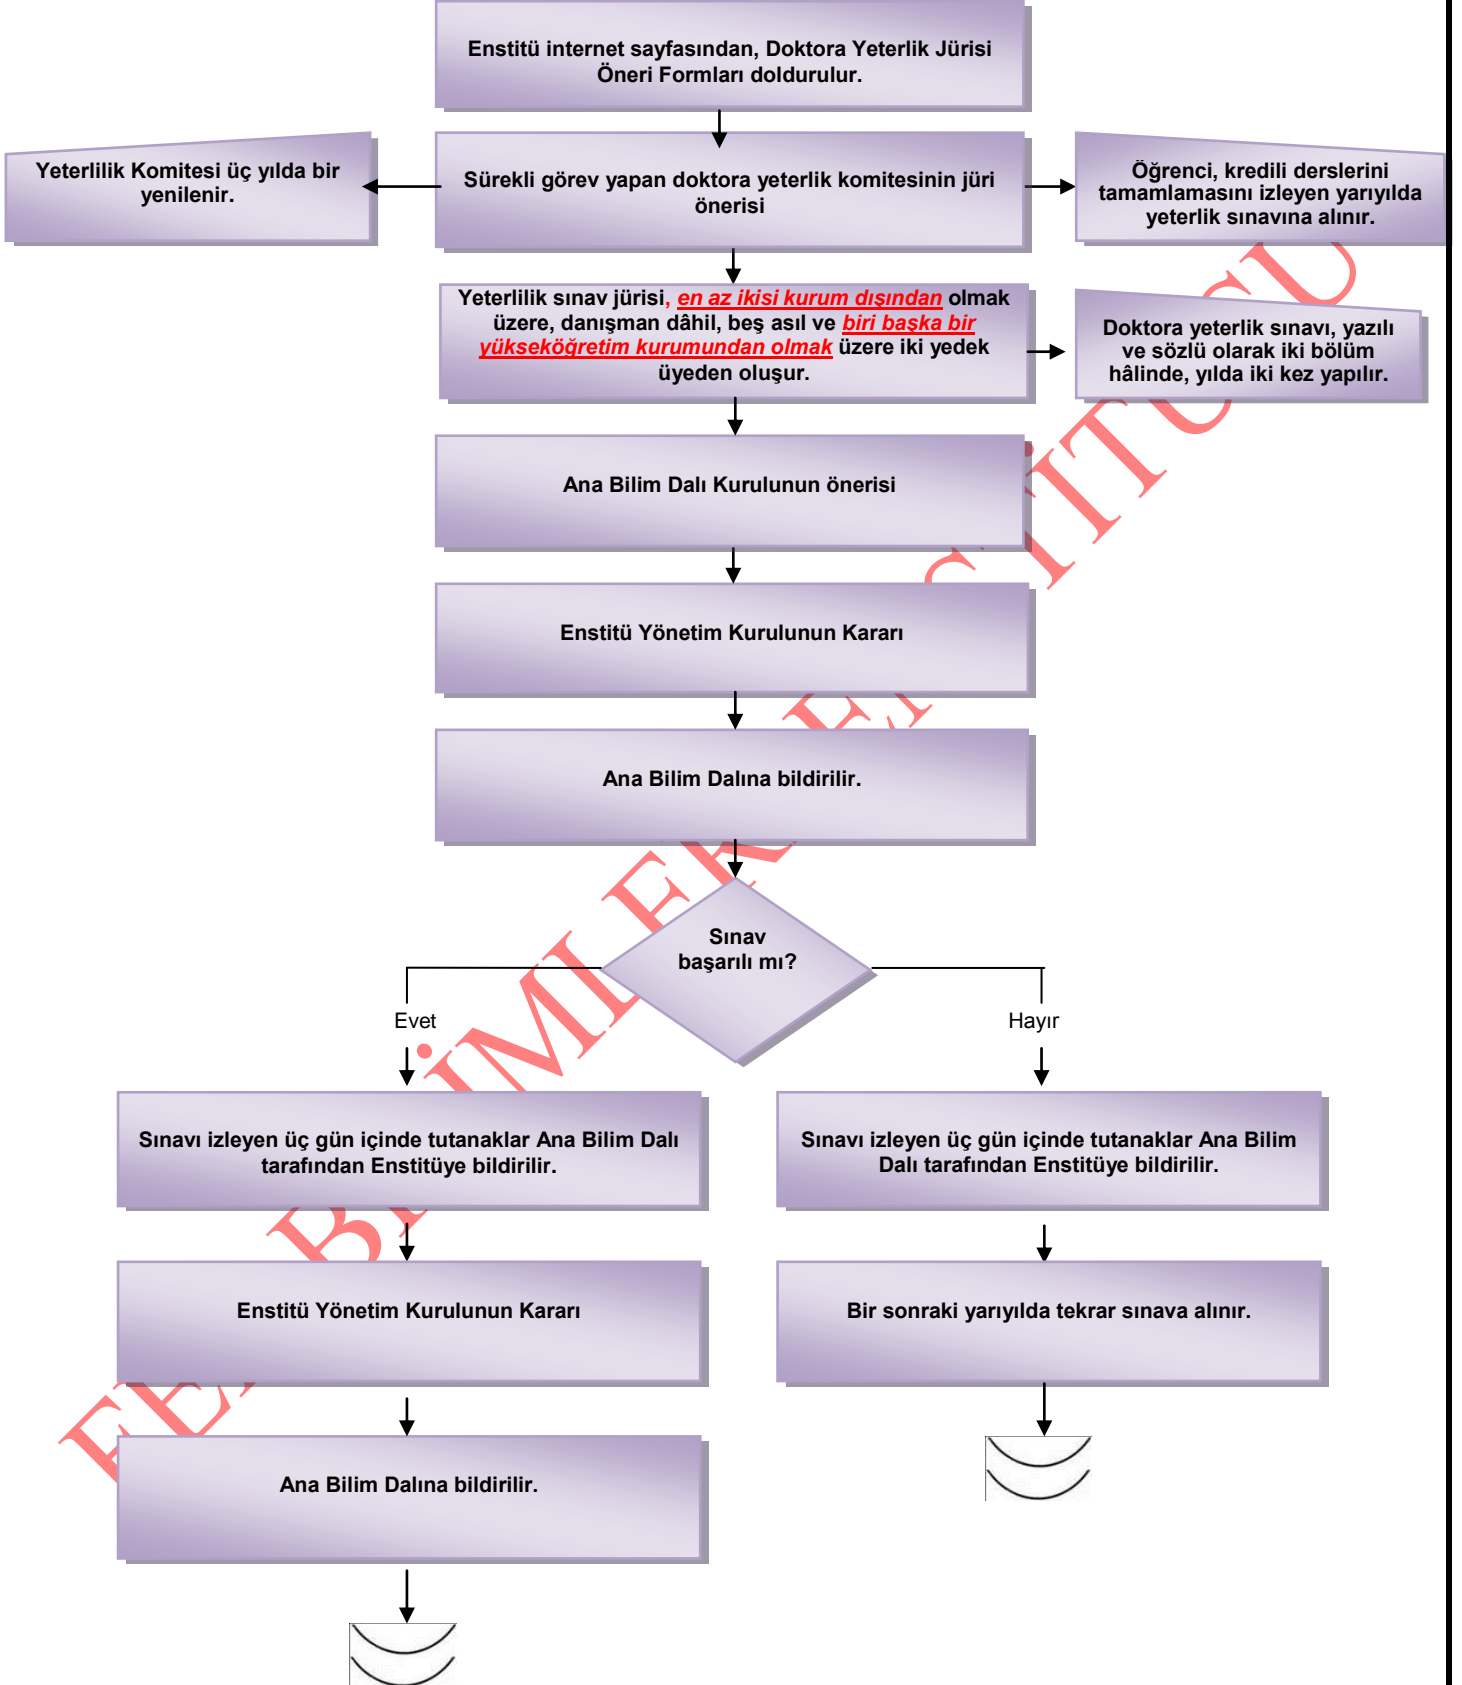 Enstitü internet sayfasından, Doktora Yeterlik Jürisi
Öneri Formları doldurulur.
Yeterlilik Komitesi üç yılda bir
yenilenir.
Sürekli görev yapan doktora yeterlik komitesinin jüri
önerisi
Öğrenci, kredili derslerini
tamamlamasını izleyen yarıyılda
yeterlik sınavına alınır.
Yeterlilik sınav jürisi, en az ikisi kurum dışından olmak
üzere, danışman dâhil, beş asıl ve biri başka bir
yükseköğretim kurumundan olmak üzere iki yedek
üyeden oluşur.
Doktora yeterlik sınavı, yazılı
ve sözlü olarak iki bölüm
hâlinde, yılda iki kez yapılır.
Ana Bilim Dalı Kurulunun önerisi
Enstitü Yönetim Kurulunun Kararı
Ana Bilim Dalına bildirilir.
Sınav
başarılı mı?
Evet
Hayır
Sınavı izleyen üç gün içinde tutanaklar Ana Bilim Dalı
tarafından Enstitüye bildirilir.
Sınavı izleyen üç gün içinde tutanaklar Ana Bilim
Dalı tarafından Enstitüye bildirilir.
Enstitü Yönetim Kurulunun Kararı
Bir sonraki yarıyılda tekrar sınava alınır.
Ana Bilim Dalına bildirilir.